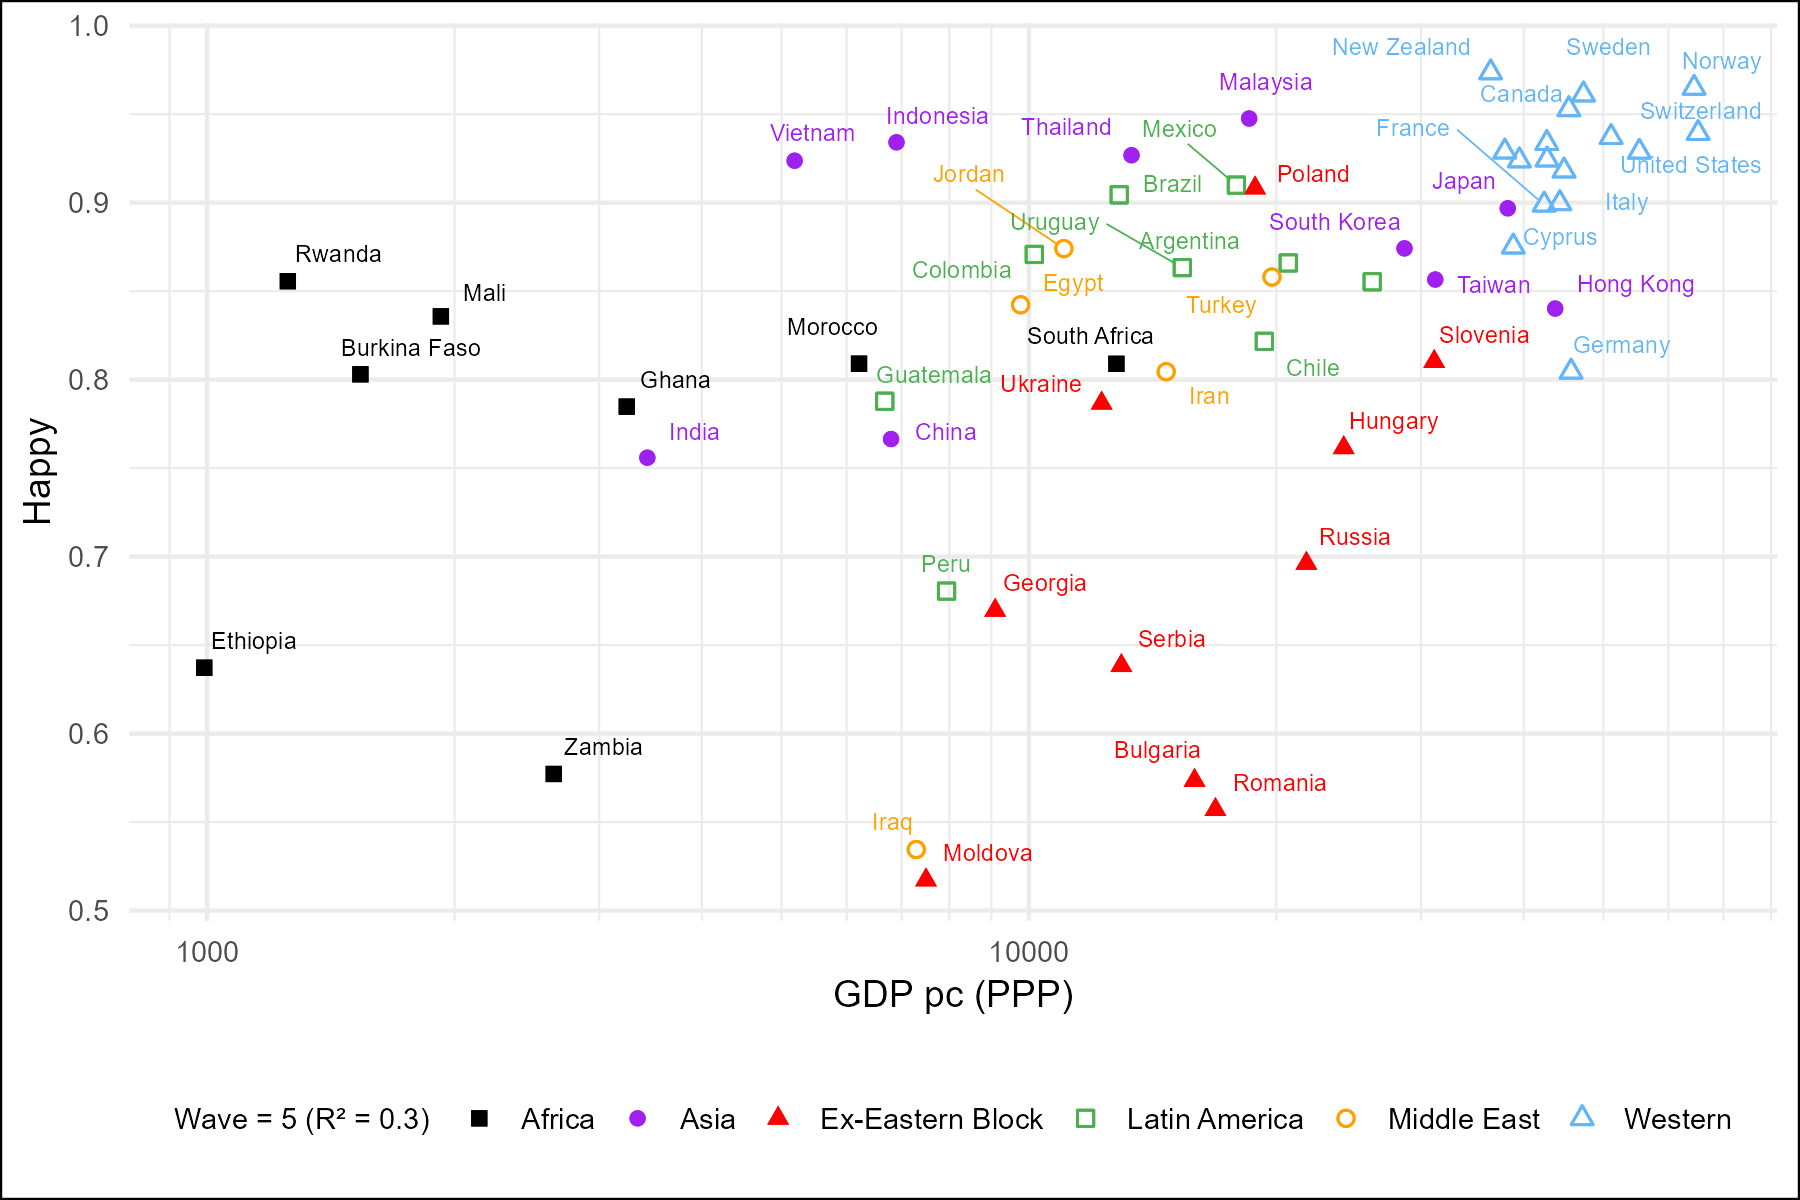 1.0
0.9
0.8
0.7
0.6
0.5
Happy
New Zealand
Sweden
Norway
Malaysia
Canada
Indonesia
Switzerland
Vietnam
Thailand
Mexico
France
United States
Jordan
Poland
Brazil
Japan
Italy
Uruguay
South Korea
Argentina
Cyprus
Rwanda
Colombia
Egypt
Taiwan
Hong Kong
Mali
Turkey
Morocco
South Africa
Slovenia
Burkina Faso
Germany
Chile
Ghana
Guatemala
Ukraine
Iran
India
China
Hungary
Russia
Peru
Georgia
Ethiopia
Serbia
Zambia
Bulgaria
Romania
Iraq
Moldova
1000
10000
GDP pc (PPP)
Wave = 5 (R² = 0.3) Africa Asia Ex-Eastern Block Latin America Middle East Western